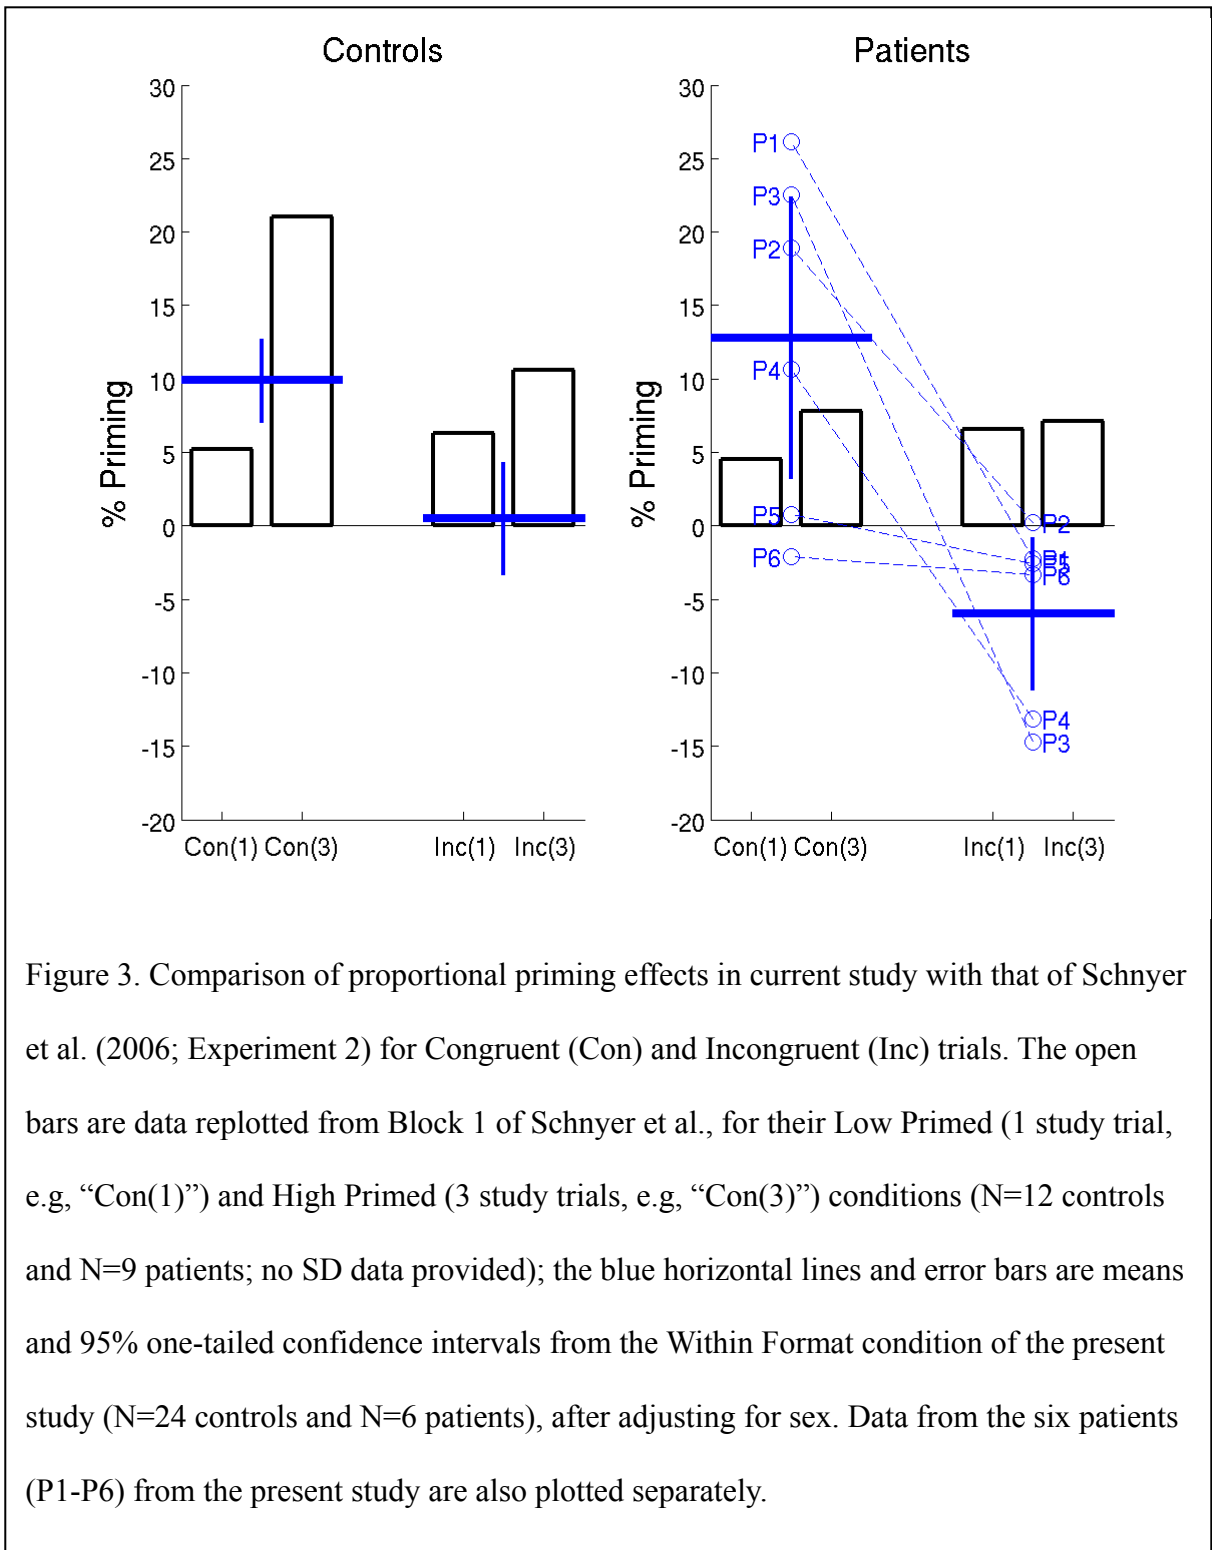 Controls
Patients
% Priming
30
25
20
15
10
5
0
-5
-10
-15
-20
Con(1) Con(3) Inc(1) Inc(3)
% Priming
30
25
20
15
10
5
0
-5
-10
-15
-20
P1
P3
P2
P4
P5
P6
P2
P1
P5
P6
P4
P3
Con(1) Con(3) Inc(1) Inc(3)
Figure 3. Comparison of proportional priming effects in current study with that of Schnyer
et al. (2006; Experiment 2) for Congruent (Con) and Incongruent (Inc) trials. The open
bars are data replotted from Block 1 of Schnyer et al., for their Low Primed (1 study trial,
e.g, “Con(1)”) and High Primed (3 study trials, e.g, “Con(3)”) conditions (N=12 controls
and N=9 patients; no SD data provided); the blue horizontal lines and error bars are means
and 95% one-tailed confidence intervals from the Within Format condition of the present
study (N=24 controls and N=6 patients), after adjusting for sex. Data from the six patients
(P1-P6) from the present study are also plotted separately.